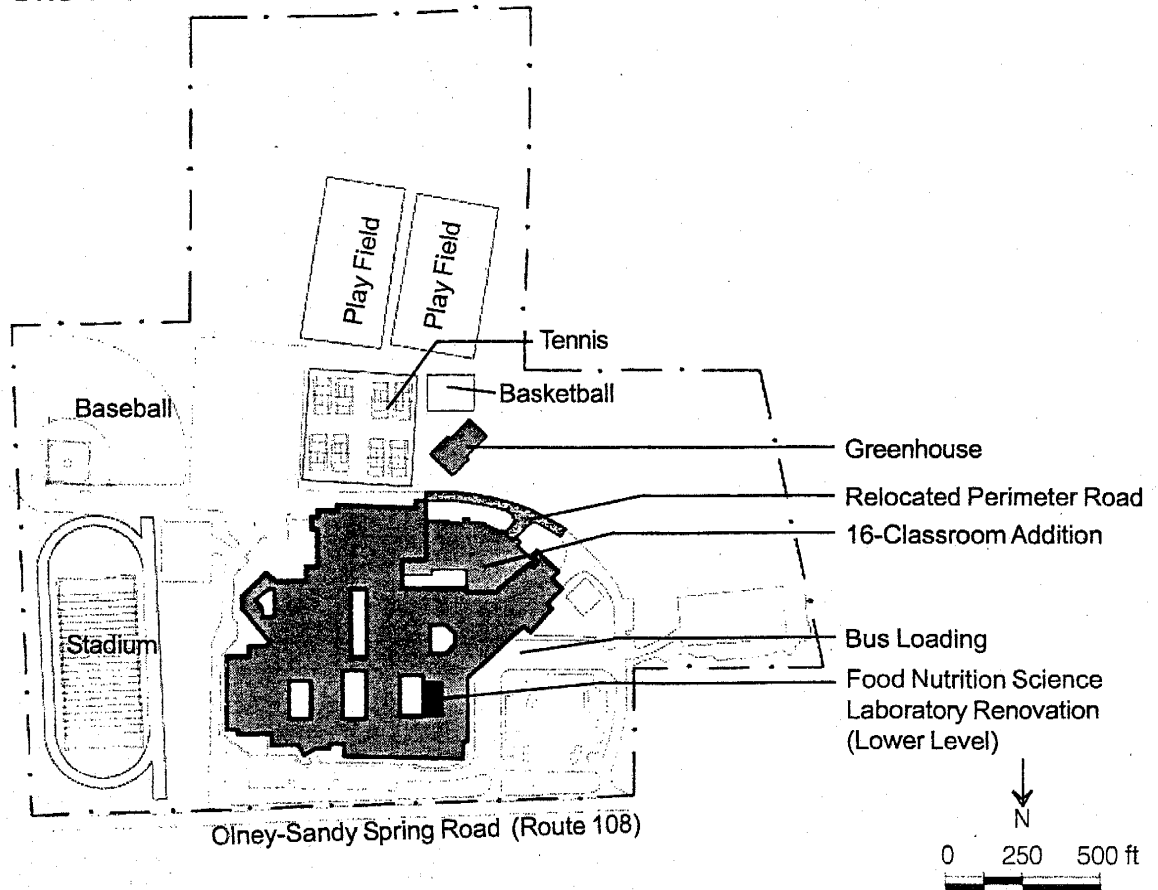 Play Field
Play Field
Tennis
Basketball
Baseball
Greenhouse
Relocated Perimeter Road
16-Classroom Addition
Stadium
Bus Loading
Food Nutrition Science
Laboratory Renovation
(Lower Level)
N
Olney-Sandy Spring Road (Route 108)
0 250 500 ft